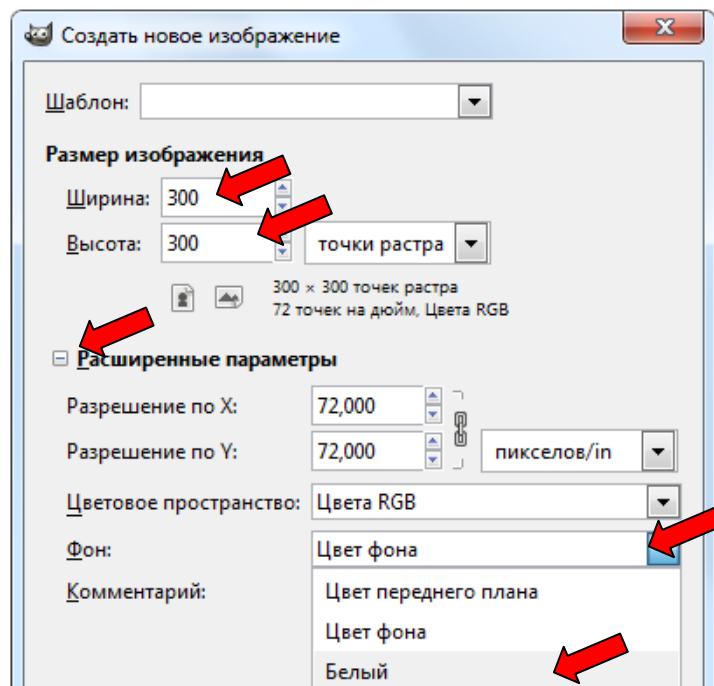 Создать новое изображение
Шаблон:
Размер изображения
Ширина: 300
Высота: 300 точки растра
300 × 300 точек растра
72 точек на дюйм, Цвета RGB
Расширенные параметры
Разрешение по X: 72,000
Разрешение по Y: 72,000 пикселов/in
Цветовое пространство: Цвета RGB
Фон: Цвет фона
Комментарий: Цвет переднего плана
Цвет фона
Белый